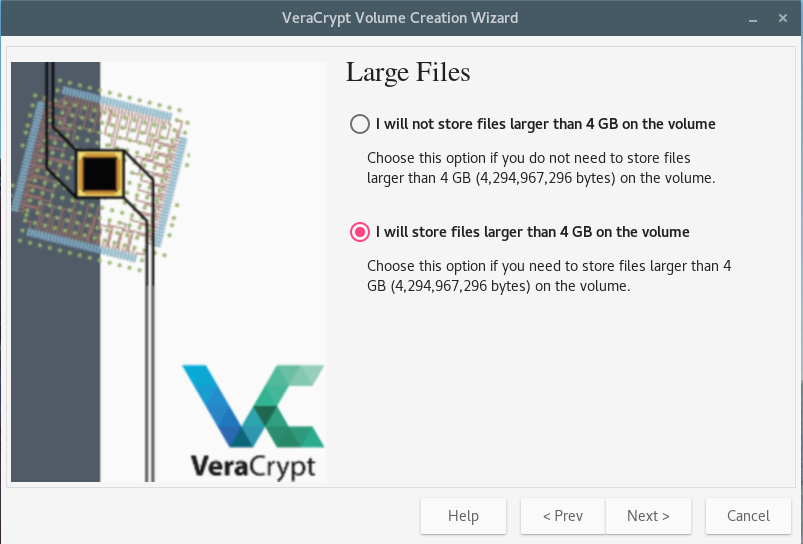 VeraCrypt Volume Creation Wizard
Large Files
I will not store files larger than 4 GB on the volume
Choose this option if you do not need to store files
larger than 4 GB (4,294,967,296 bytes) on the volume.
I will store files larger than 4 GB on the volume
Choose this option if you need to store files larger than 4
GB (4,294,967,296 bytes) on the volume.
VeraCrypt
Help
< Prev
Next >
Cancel